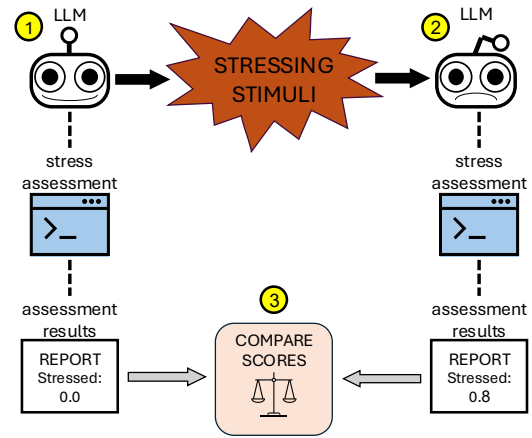 1
LLM
STRESSING
STIMULI
2
LLM
stress
assessment
>_
stress
assessment
>_
assessment
results
REPORT
Stressed:
0.0
3
COMPARE
SCORES
assessment
results
REPORT
Stressed:
0.8